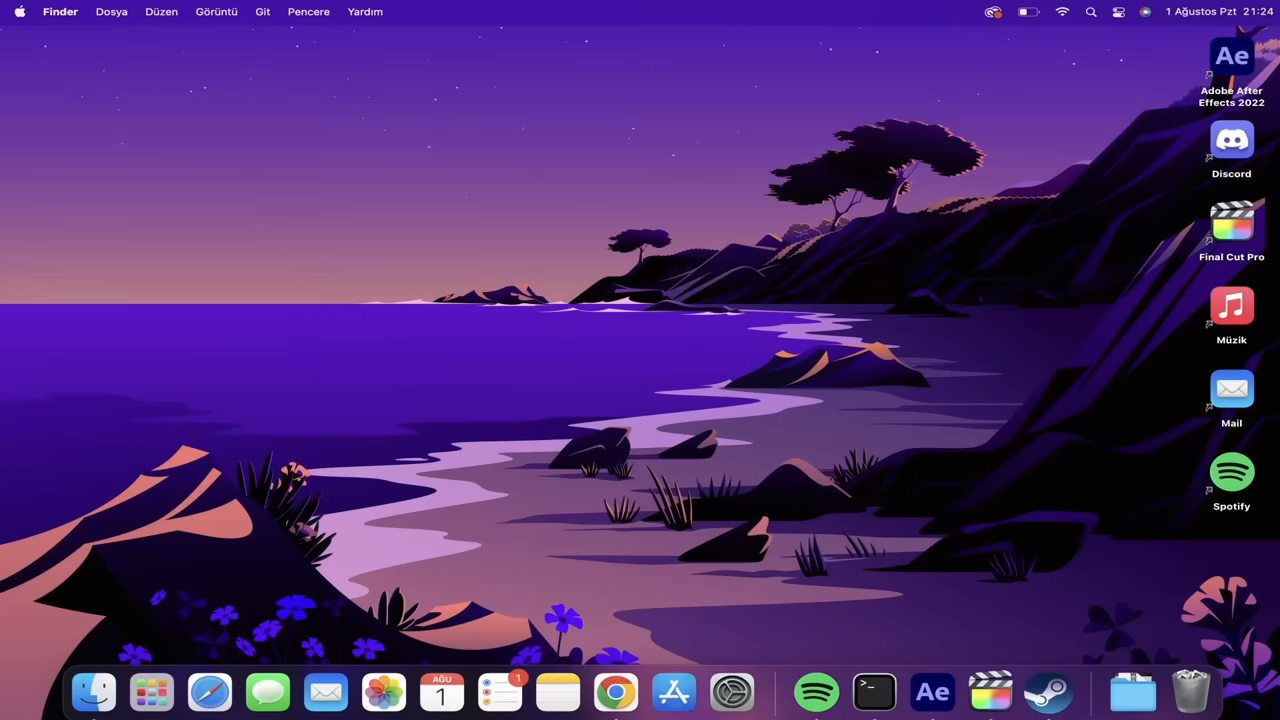 Finder Dosya Düzen Görüntü Git Pencere Yardım 1 Ağustos Pzt 21:24
Ae
Adobe After
Effects 2022
Discord
Final Cut Pro
Müzik
Mail
Spotify
AĞU
1
1
>_
Ae